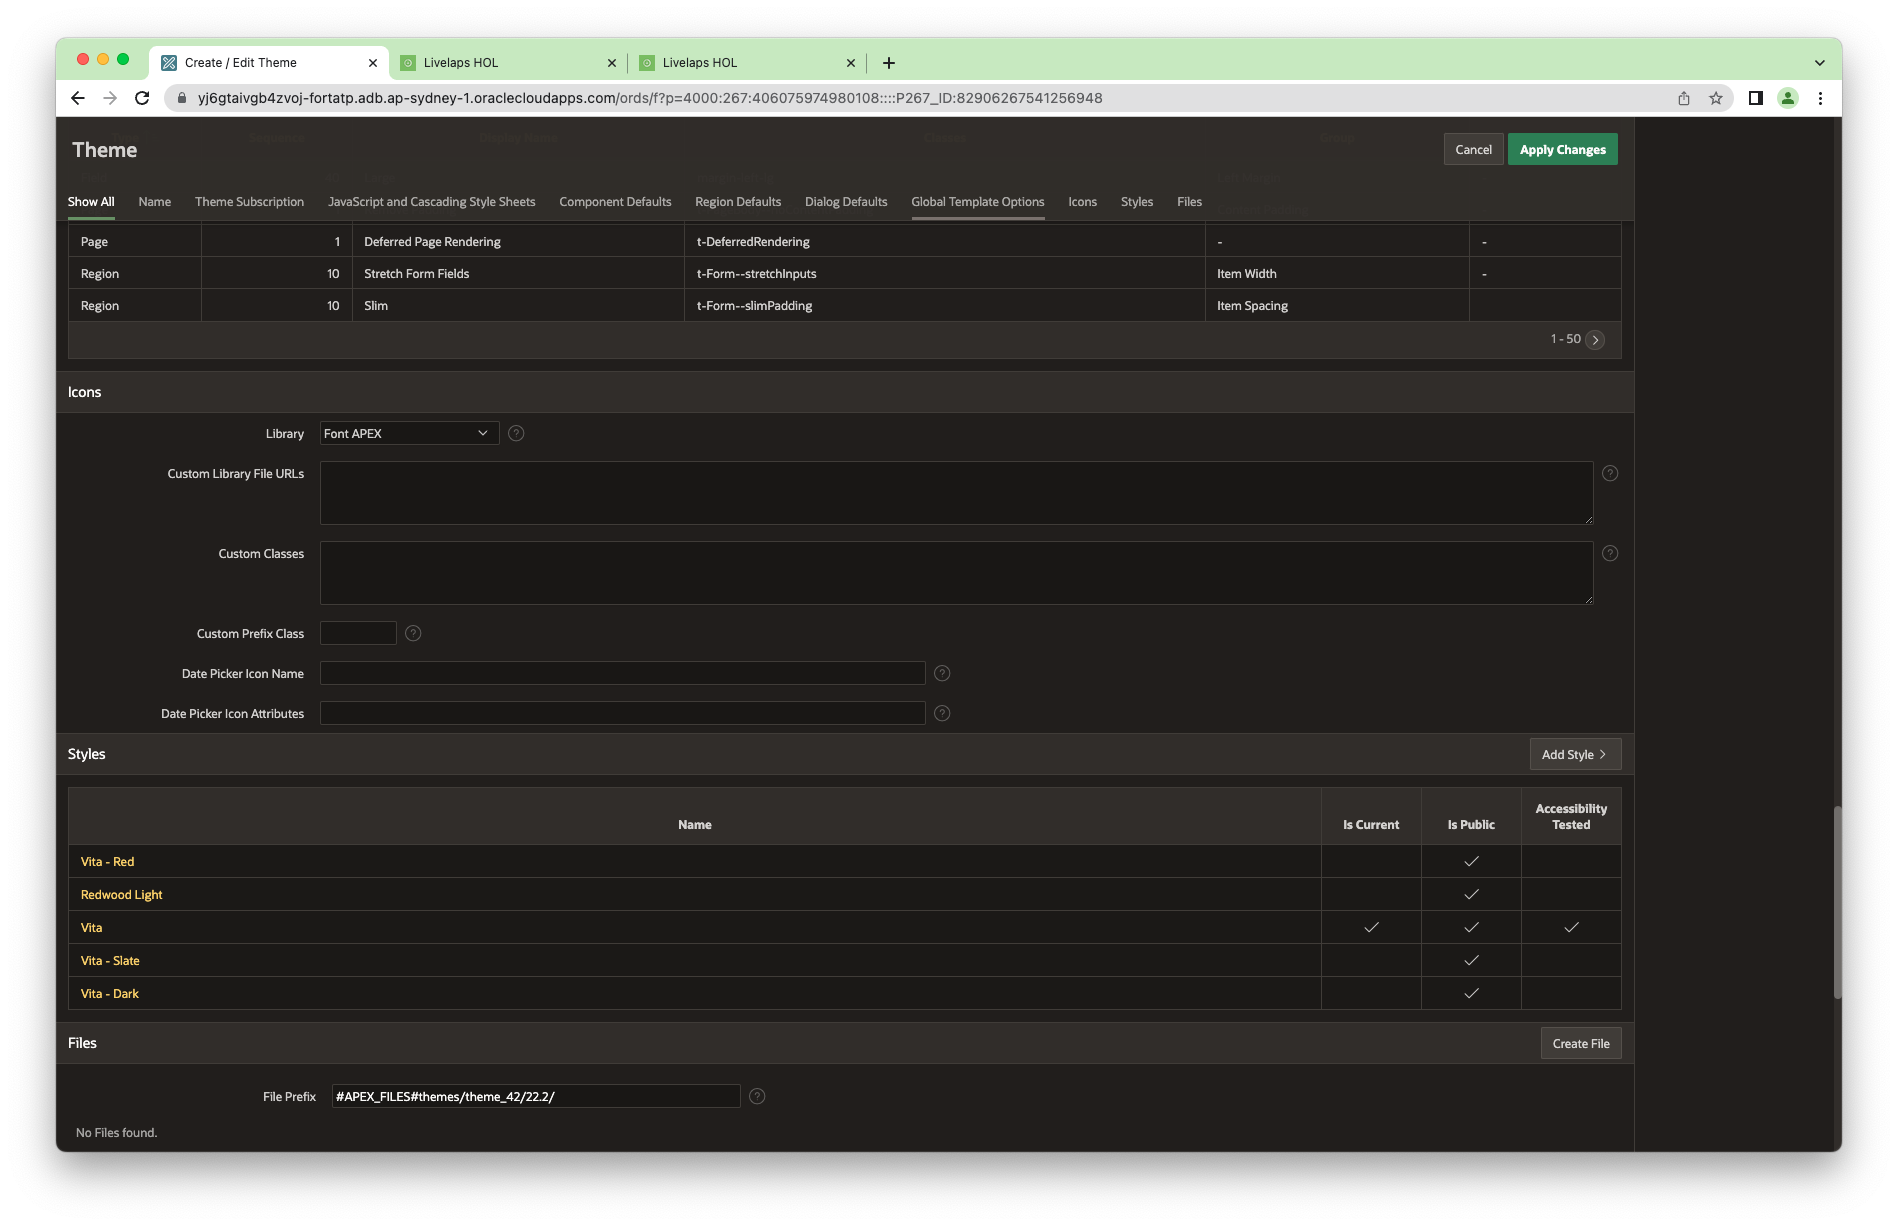 Create / Edit Theme
Livelaps HOL
Livelaps HOL
yj6gtaivgb4zvoj-fortatp.adb.ap-sydney-1.oraclecloudapps.com/ords/f?p=4000:267:406075974980108::::P267_ID:82906267541256948
Theme
Cancel
Apply Changes
Show All Name Theme Subscription JavaScript and Cascading Style Sheets Component Defaults Region Defaults Dialog Defaults Global Template Options Icons Styles Files
Page 1 Deferred Page Rendering t-DeferredRendering - -
Region 10 Stretch Form Fields t-Form--stretchInputs Item Width -
Region 10 Slim t-Form--slimPadding Item Spacing
1 - 50
Icons
Library Font APEX
Custom Library File URLs
Custom Classes
Custom Prefix Class
Date Picker Icon Name
Date Picker Icon Attributes
Styles
Add Style
Name Is Current Is Public Accessibility Tested
Vita - Red
Redwood Light
Vita
Vita - Slate
Vita - Dark
Files
Create File
File Prefix #APEX_FILES#themes/theme_42/22.2/
No Files found.